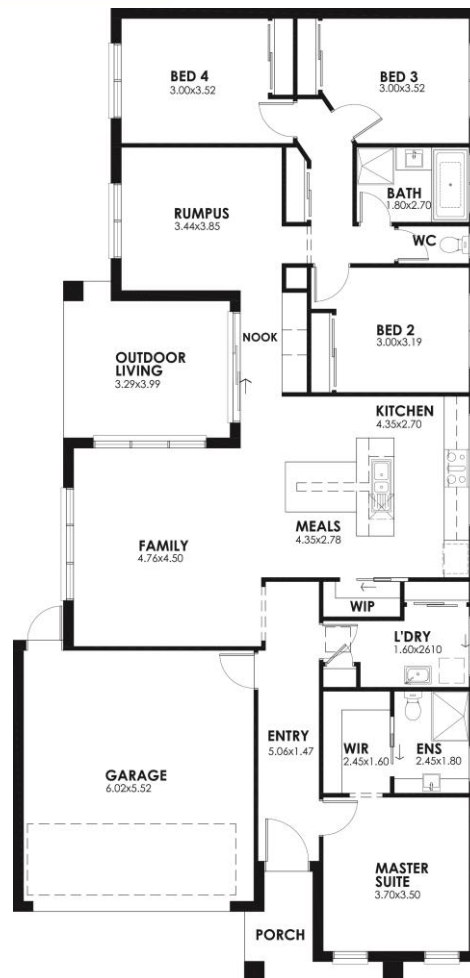 BED 4
3.00x3.52
BED 3
3.00x3.52
BATH
1.80x2.70
RUMPUS
3.44x3.85
WC
BED 2
3.00x3.19
NOOK
OUTDOOR
LIVING
3.29x3.99
KITCHEN
4.35x2.70
MEALS
4.35x2.78
FAMILY
4.76x4.50
WIP
L'DRY
1.60x2610
ENTRY
5.06x1.47
WIR
2.45x1.60
ENS
2.45x1.80
GARAGE
6.02x5.52
MASTER
SUITE
3.70x3.50
PORCH